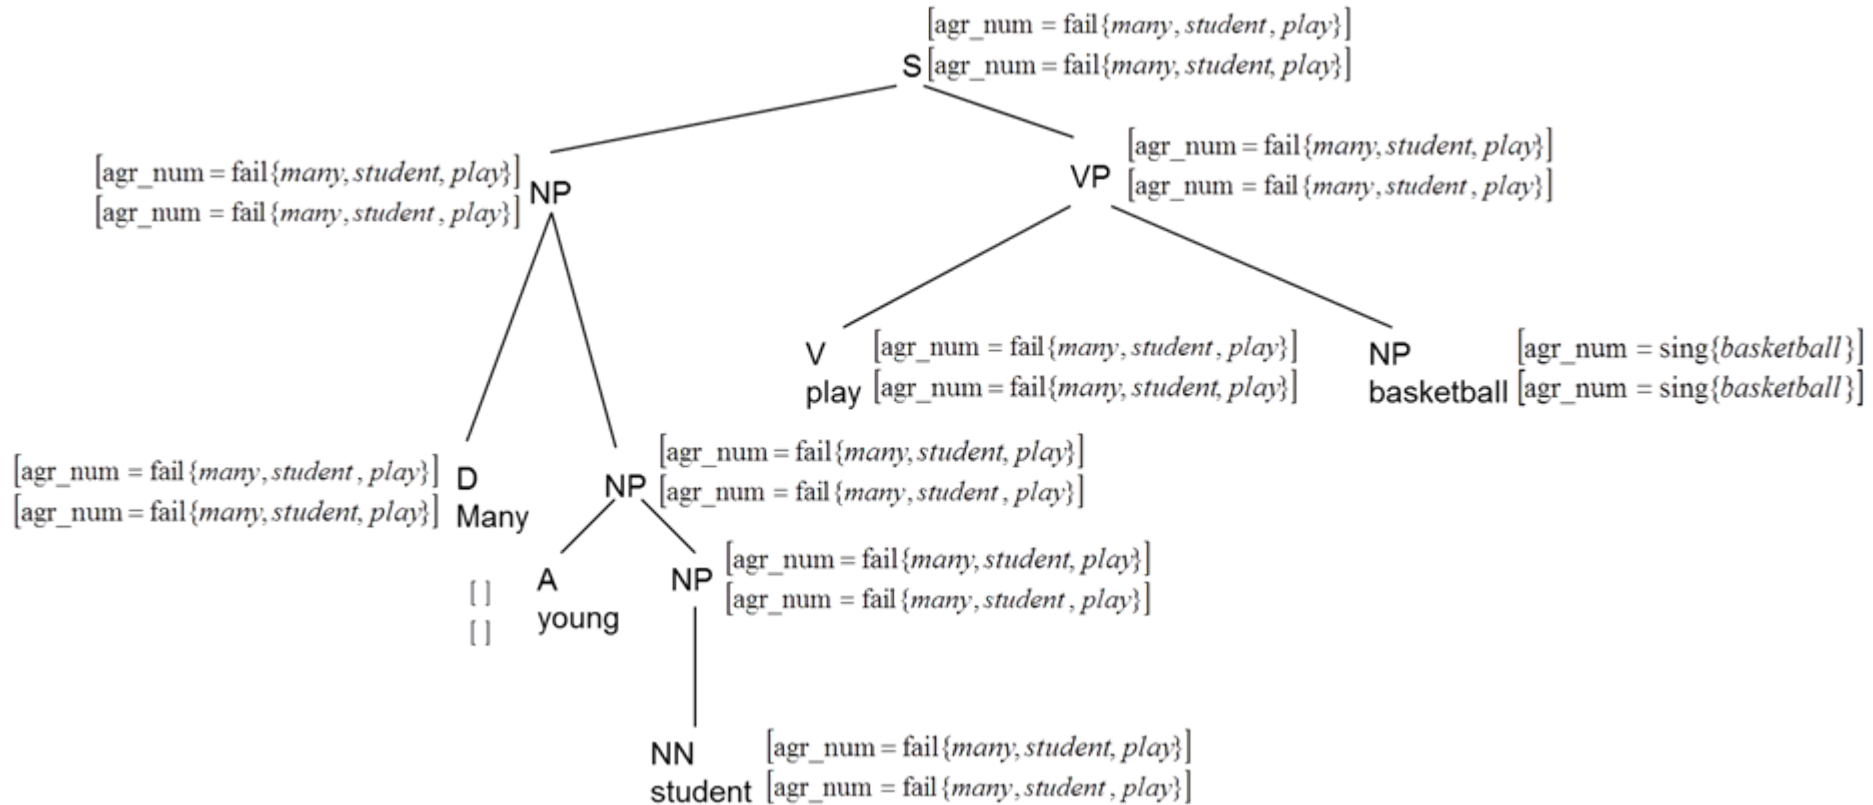 [agr_num = fail{many, student, play}]
S [agr_num = fail{many, student, play}]
[agr_num = fail{many, student, play}]
NP
[agr_num = fail{many, student, play}]
[agr_num = fail{many, student, play}]
VP
[agr_num = fail{many, student, play}]
V [agr_num = fail{many, student, play}]
play [agr_num = fail{many, student, play}]
NP [agr_num = sing{basketball}]
basketball [agr_num = sing{basketball}]
[agr_num = fail{many, student, play}] D
[agr_num = fail{many, student, play}] Many
[agr_num = fail{many, student, play}]
NP [agr_num = fail{many, student, play}]
[ ] A
[ ] young
NP [agr_num = fail{many, student, play}]
[agr_num = fail{many, student, play}]
NN [agr_num = fail{many, student, play}]
student [agr_num = fail{many, student, play}]